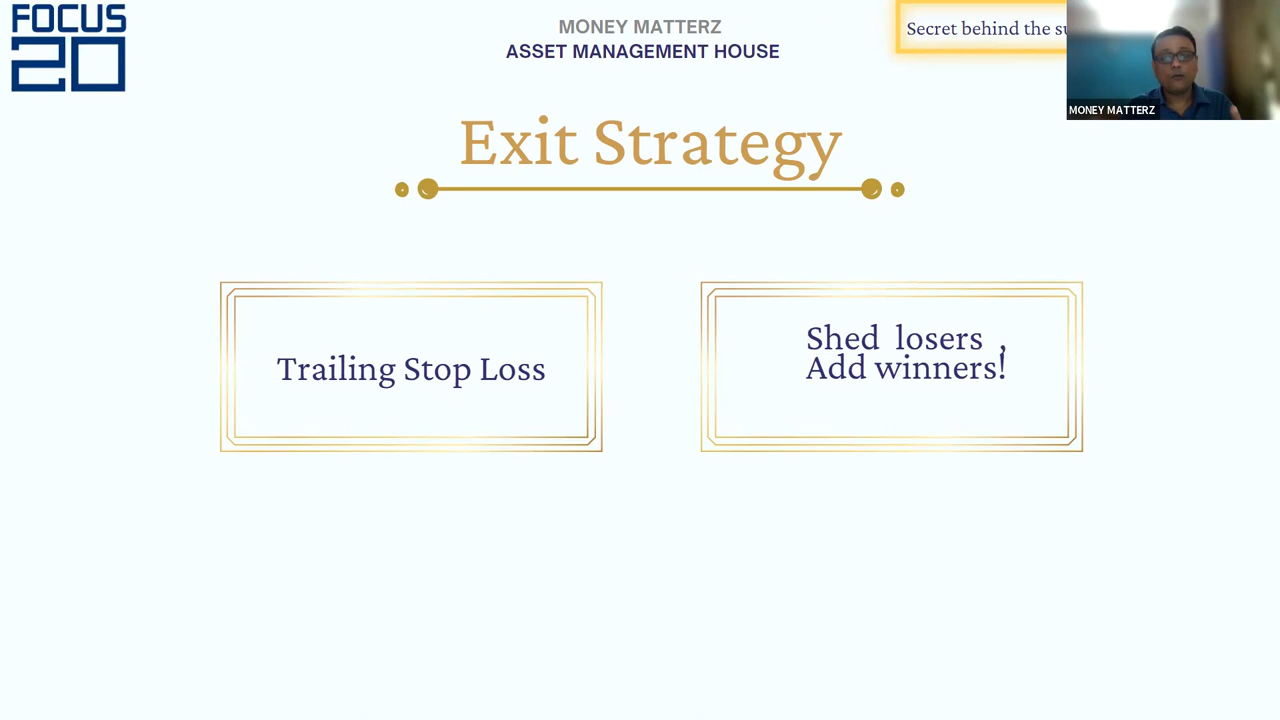 FOCUS
20
MONEY MATTERZ
ASSET MANAGEMENT HOUSE
Secret behind the
MONEY MATTERZ
Exit Strategy
Trailing Stop Loss
Shed losers ,
Add winners!